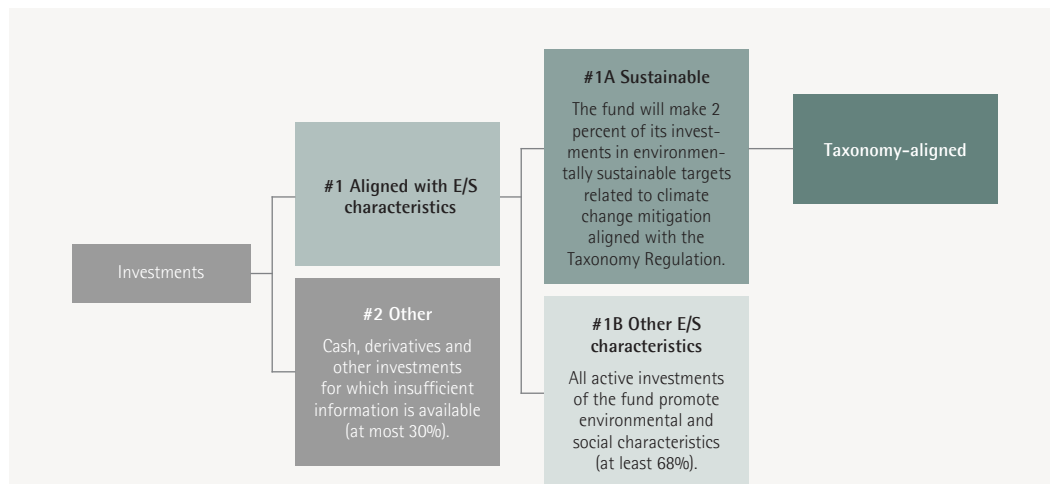 Investments
#1 Aligned with E/S
characteristics
#2 Other
Cash, derivatives and
other investments
for which insufficient
information is available
(at most 30%).
#1A Sustainable
The fund will make 2
percent of its invest-
ments in environmen-
tally sustainable targets
related to climate
change mitigation
aligned with the
Taxonomy Regulation.
#1B Other E/S
characteristics
All active investments
of the fund promote
environmental and
social characteristics
(at least 68%).
Taxonomy-aligned